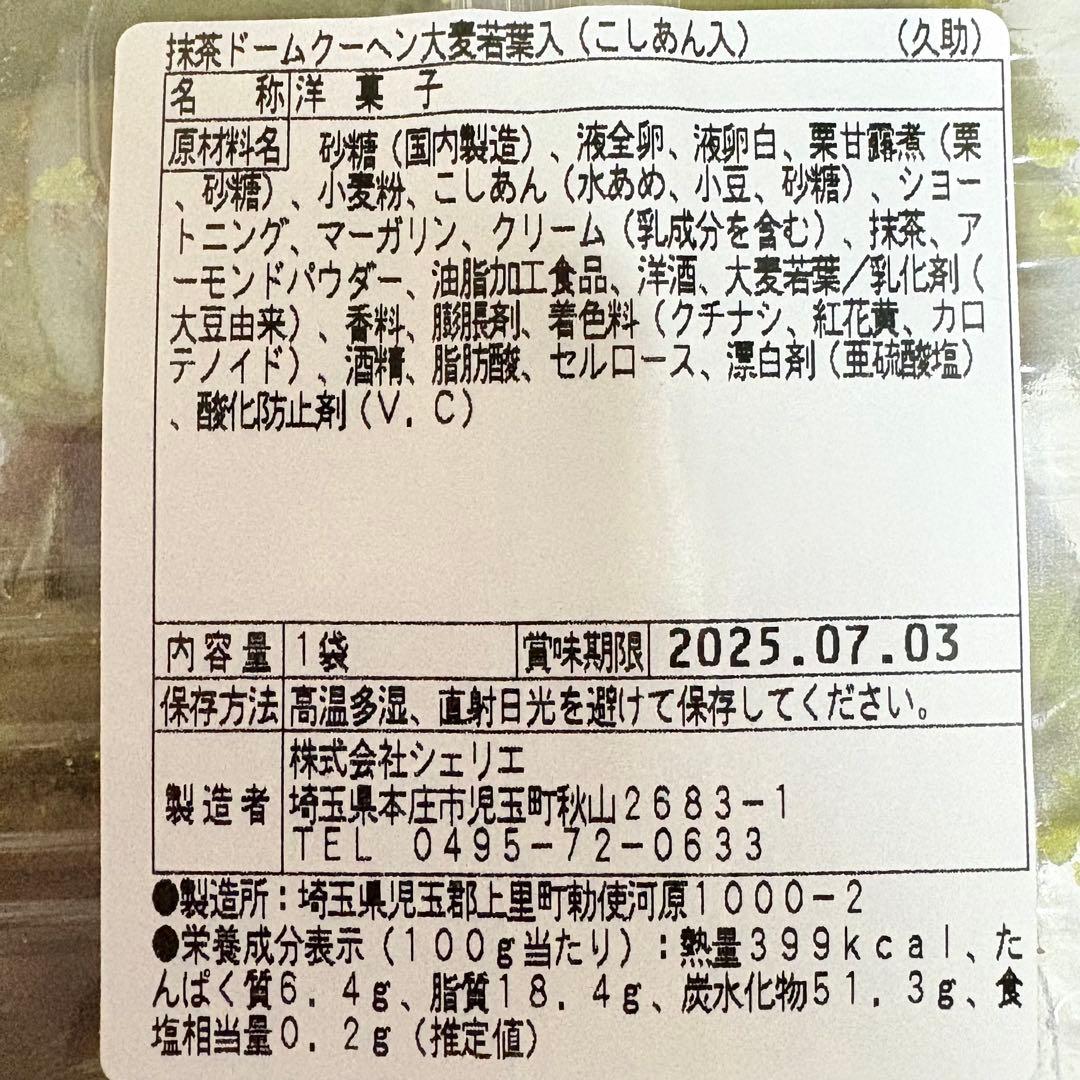 抹茶ドームクーヘン大麦若葉入（こしあん入）　（久助）
名　称　洋　菓　子
原材料名　砂糖（国内製造）、液全卵、液卵白、栗甘露煮（栗
、砂糖）、小麦粉、こしあん（水あめ、小豆、砂糖）、ショー
トニング、マーガリン、クリーム（乳成分を含む）、抹茶、ア
ーモンドパウダー、油脂加工食品、洋酒、大麦若葉／乳化剤（
大豆由来）、香料、膨脹剤、着色料（クチナシ、紅花黄、カロ
テノイド）、酒精、脂肪酸、セルロース、漂白剤（亜硫酸塩）
、酸化防止剤（Ｖ．Ｃ）
内容量　１袋　賞味期限　2025.07.03
保存方法　高温多湿、直射日光を避けて保存してください。
株式会社シェリエ
製造者　埼玉県本庄市児玉町秋山２６８３－１
ＴＥＬ　０４９５－７２－０６３３
●製造所：埼玉県児玉郡上里町勅使河原１０００－２
●栄養成分表示（１００ｇ当たり）：熱量３９９ｋｃａｌ、た
んぱく質６．４ｇ、脂質１８．４ｇ、炭水化物５１．３ｇ、食
塩相当量０．２ｇ（推定値）